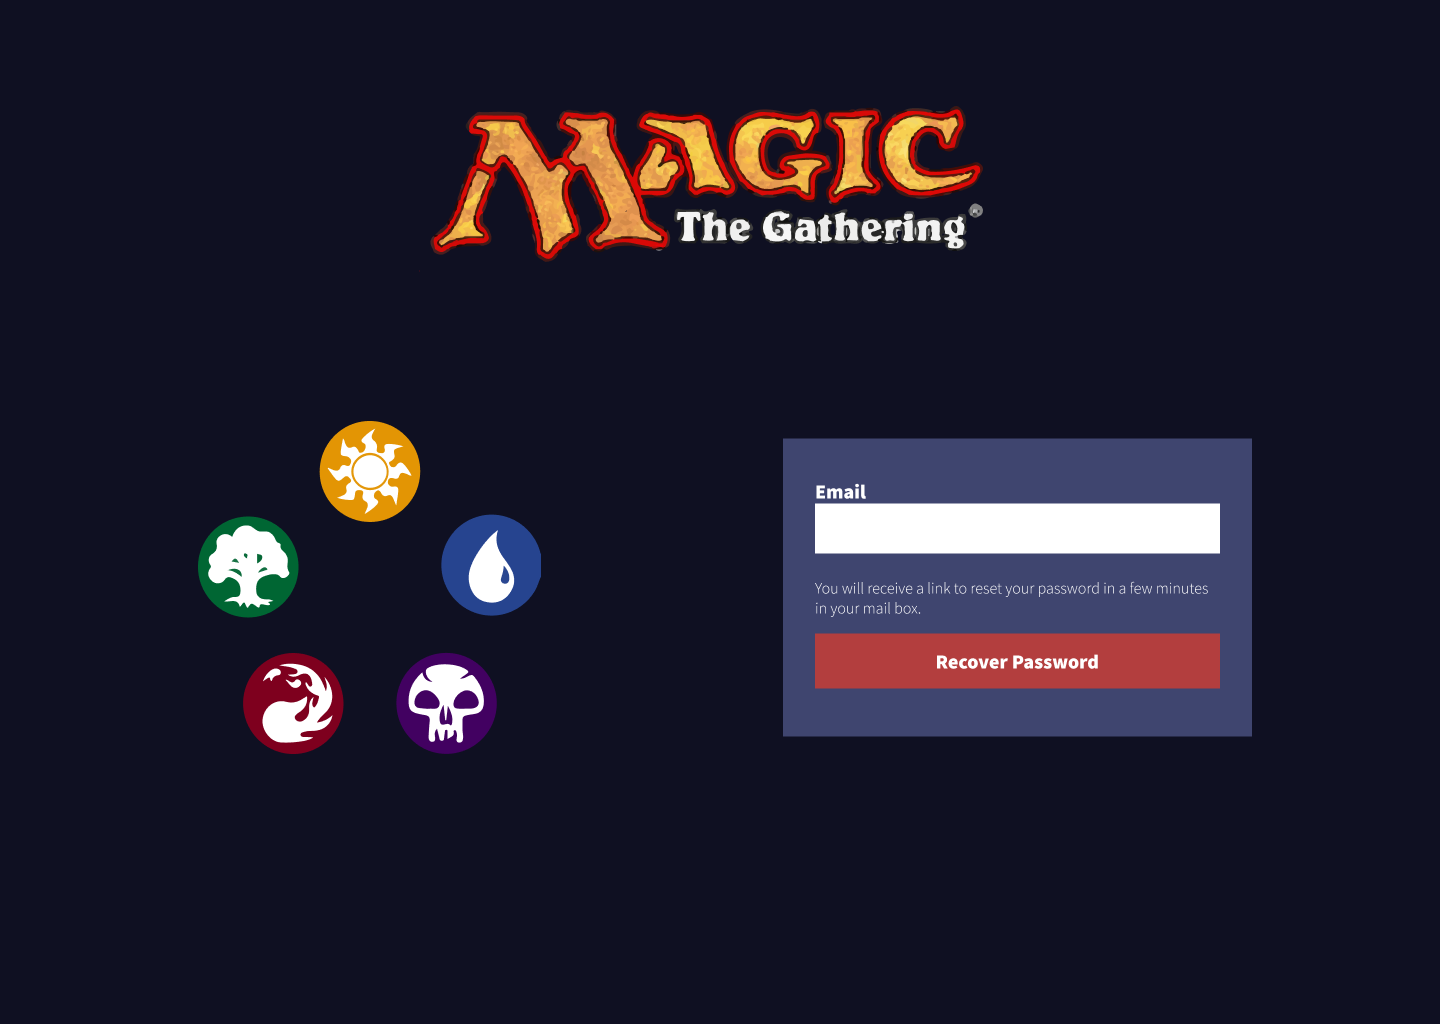 Magic
The Gathering
Email
You will receive a link to reset your password in a few minutes
in your mail box.
Recover Password